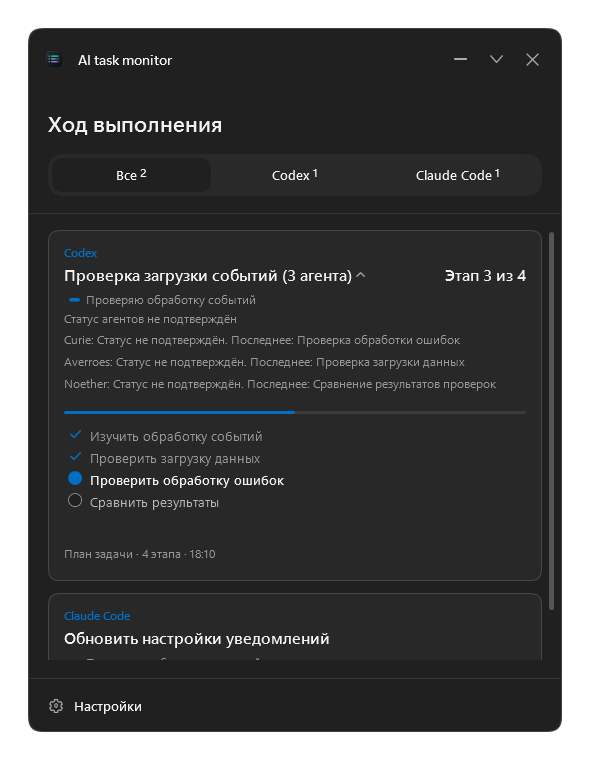 AI task monitor
Ход выполнения
Все 2
Codex 1
Claude Code 1
Codex
Проверка загрузки событий (3 агента)
Этап 3 из 4
Проверяю обработку событий
Статус агентов не подтверждён
Curie: Статус не подтверждён. Последнее: Проверка обработки ошибок
Averroes: Статус не подтверждён. Последнее: Проверка загрузки данных
Noether: Статус не подтверждён. Последнее: Сравнение результатов проверок
Изучить обработку событий
Проверить загрузку данных
Проверить обработку ошибок
Сравнить результаты
План задачи · 4 этапа · 18:10
Claude Code
Обновить настройки уведомлений
Настройки